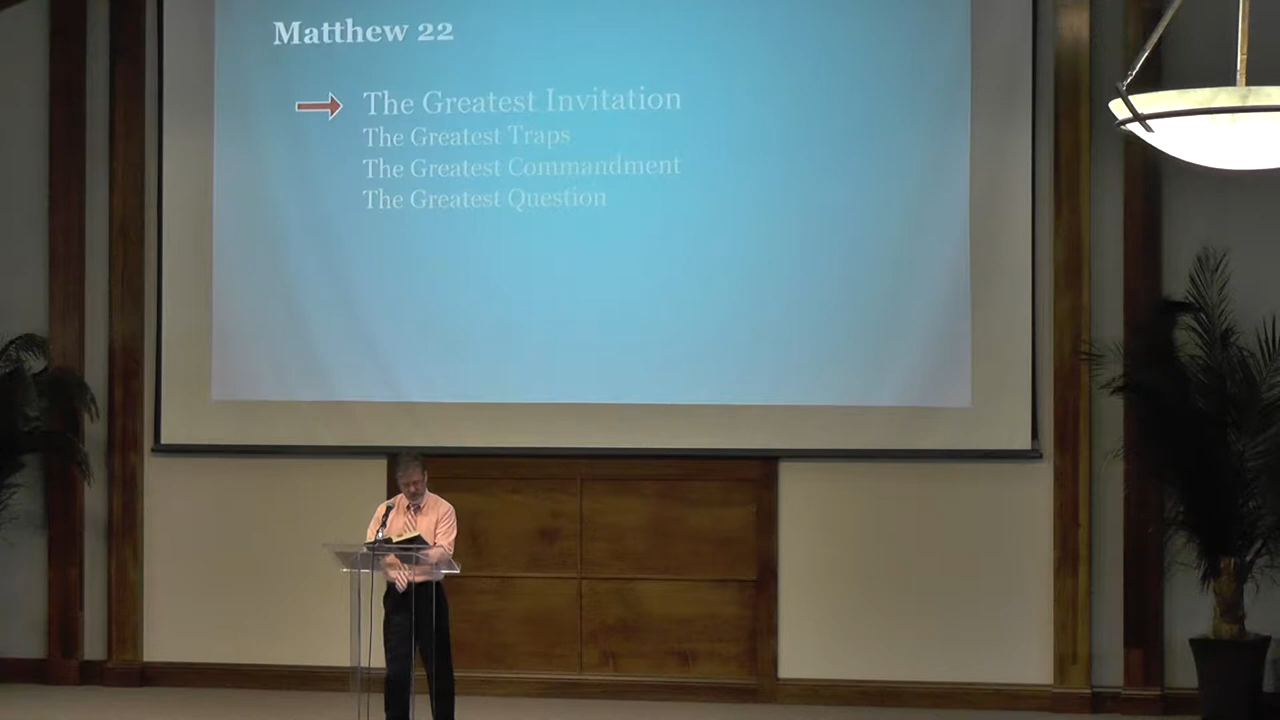 Matthew 22
The Greatest Invitation
The Greatest Traps
The Greatest Commandment
The Greatest Question